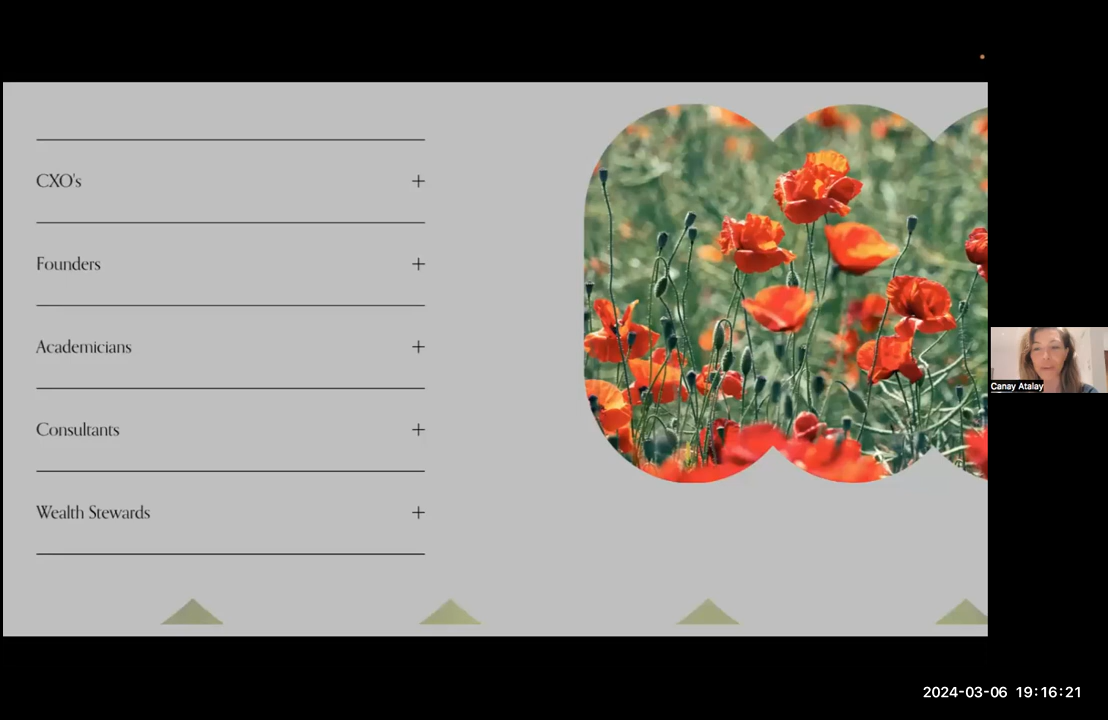 CXO's +
Founders +
Academicians +
Consultants +
Wealth Stewards +
Canay Atalay
2024-03-06 19:16:21